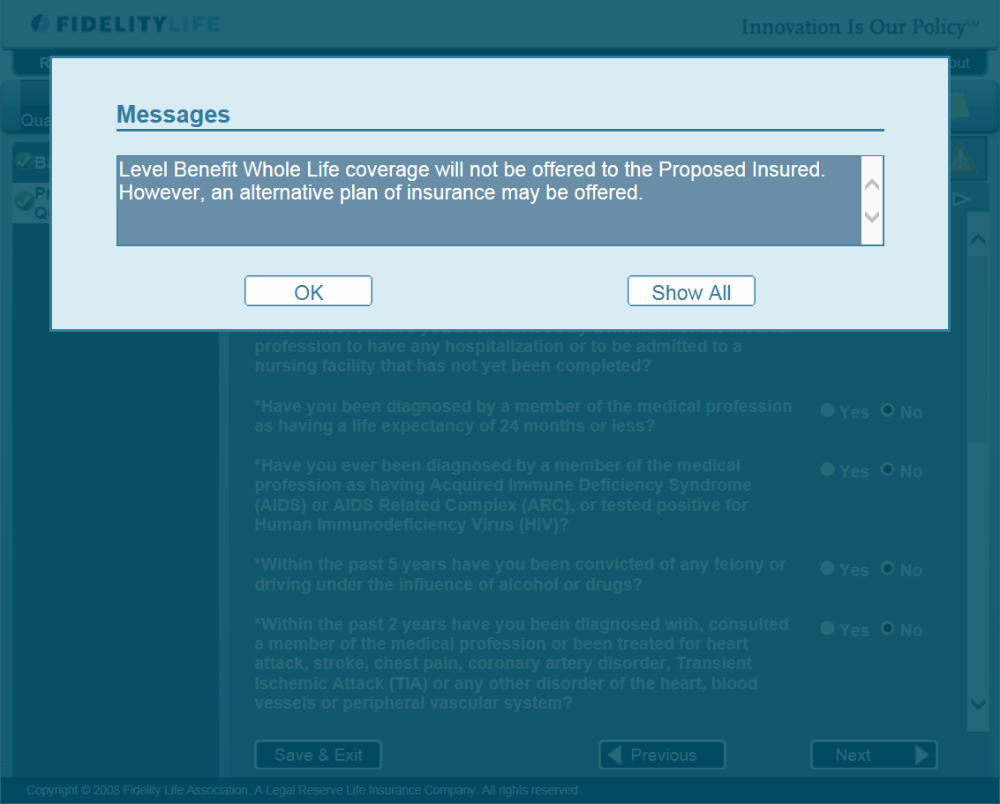 FIDELITYLIFE
Innovation Is Our Policy℠
Messages
Level Benefit Whole Life coverage will not be offered to the Proposed Insured.
However, an alternative plan of insurance may be offered.
OK
Show All
profession to have any hospitalization or to be admitted to a
nursing facility that has not yet been completed?
*Have you been diagnosed by a member of the medical profession
as having a life expectancy of 24 months or less?
Yes No
*Have you ever been diagnosed by a member of the medical
profession as having Acquired Immune Deficiency Syndrome
(AIDS) or AIDS Related Complex (ARC), or tested positive for
Human Immunodeficiency Virus (HIV)?
Yes No
*Within the past 5 years have you been convicted of any felony or
driving under the influence of alcohol or drugs?
Yes No
*Within the past 2 years have you been diagnosed with, consulted
a member of the medical profession or been treated for heart
attack, stroke, chest pain, coronary artery disorder, Transient
Ischemic Attack (TIA) or any other disorder of the heart, blood
vessels or peripheral vascular system?
Yes No
Save & Exit
Previous
Next
Copyright © 2008 Fidelity Life Association, A Legal Reserve Life Insurance Company. All rights reserved.